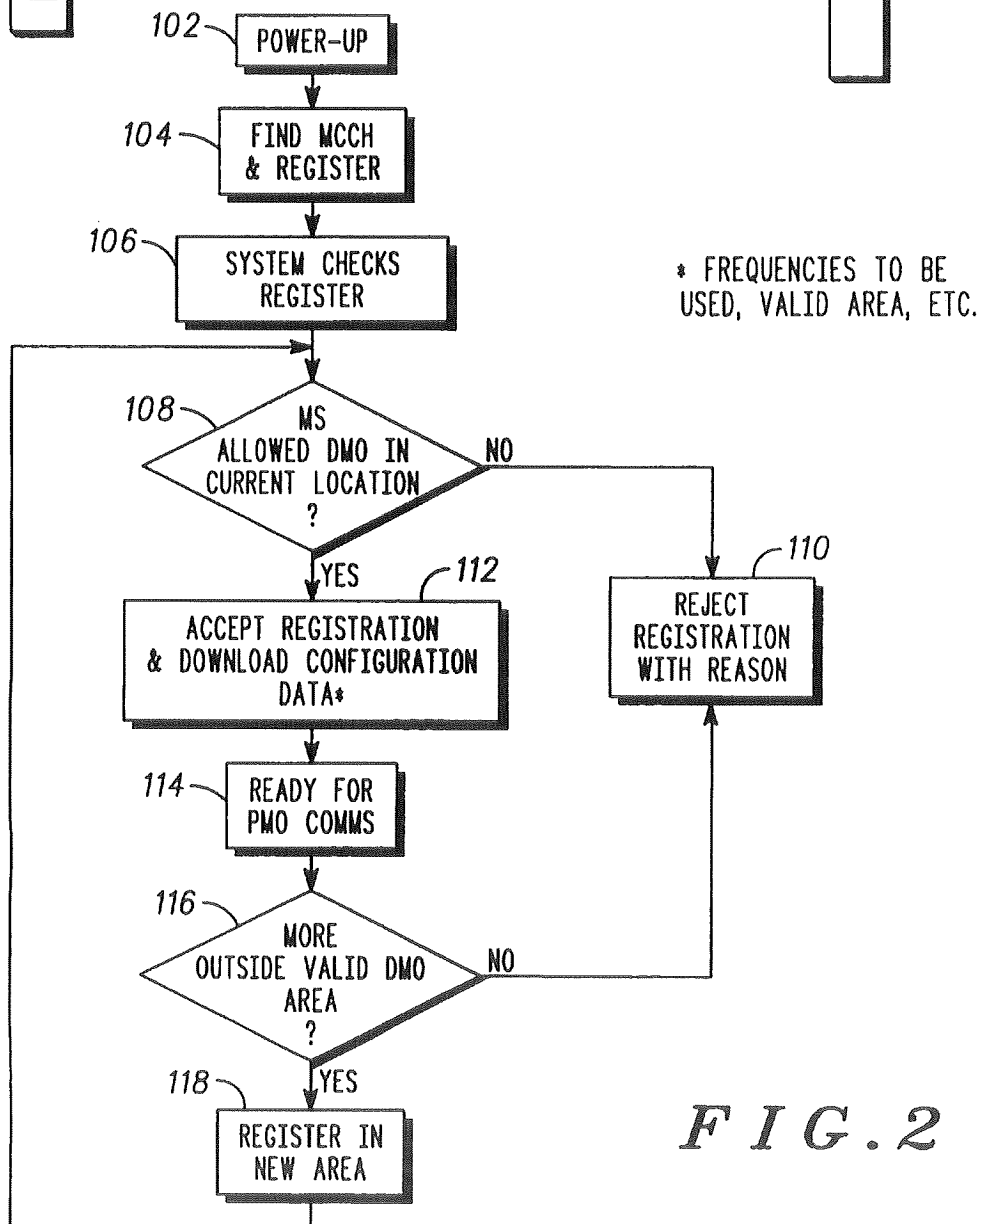 102
POWER-UP
104
FIND MCCH
& REGISTER
106
SYSTEM CHECKS
REGISTER
* FREQUENCIES TO BE
USED, VALID AREA, ETC.
108
MS
ALLOWED DMO IN
CURRENT LOCATION
?
NO
YES
110
REJECT
REGISTRATION
WITH REASON
112
ACCEPT REGISTRATION
& DOWNLOAD CONFIGURATION
DATA*
114
READY FOR
PMO COMMS
116
MORE
OUTSIDE VALID DMO
AREA
?
NO
YES
118
REGISTER IN
NEW AREA
FIG.2